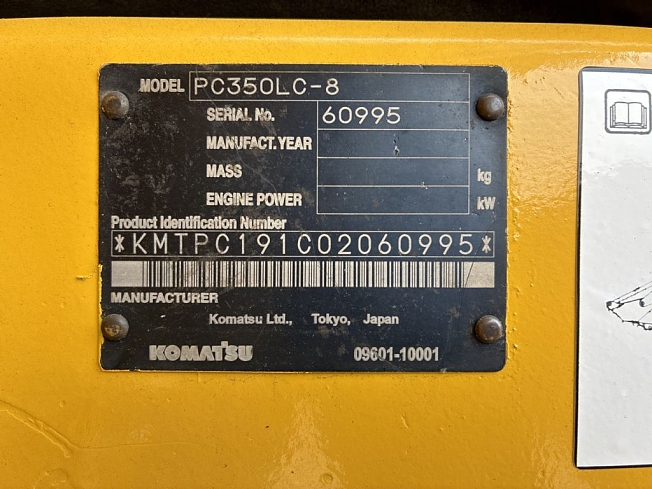 MODEL PC350LC-8
SERIAL No. 60995
MANUFACT.YEAR
MASS kg
ENGINE POWER kW
Product Identification Number
*KMTPC191C02060995*
MANUFACTURER
Komatsu Ltd., Tokyo, Japan
KOMATSU 09601-10001